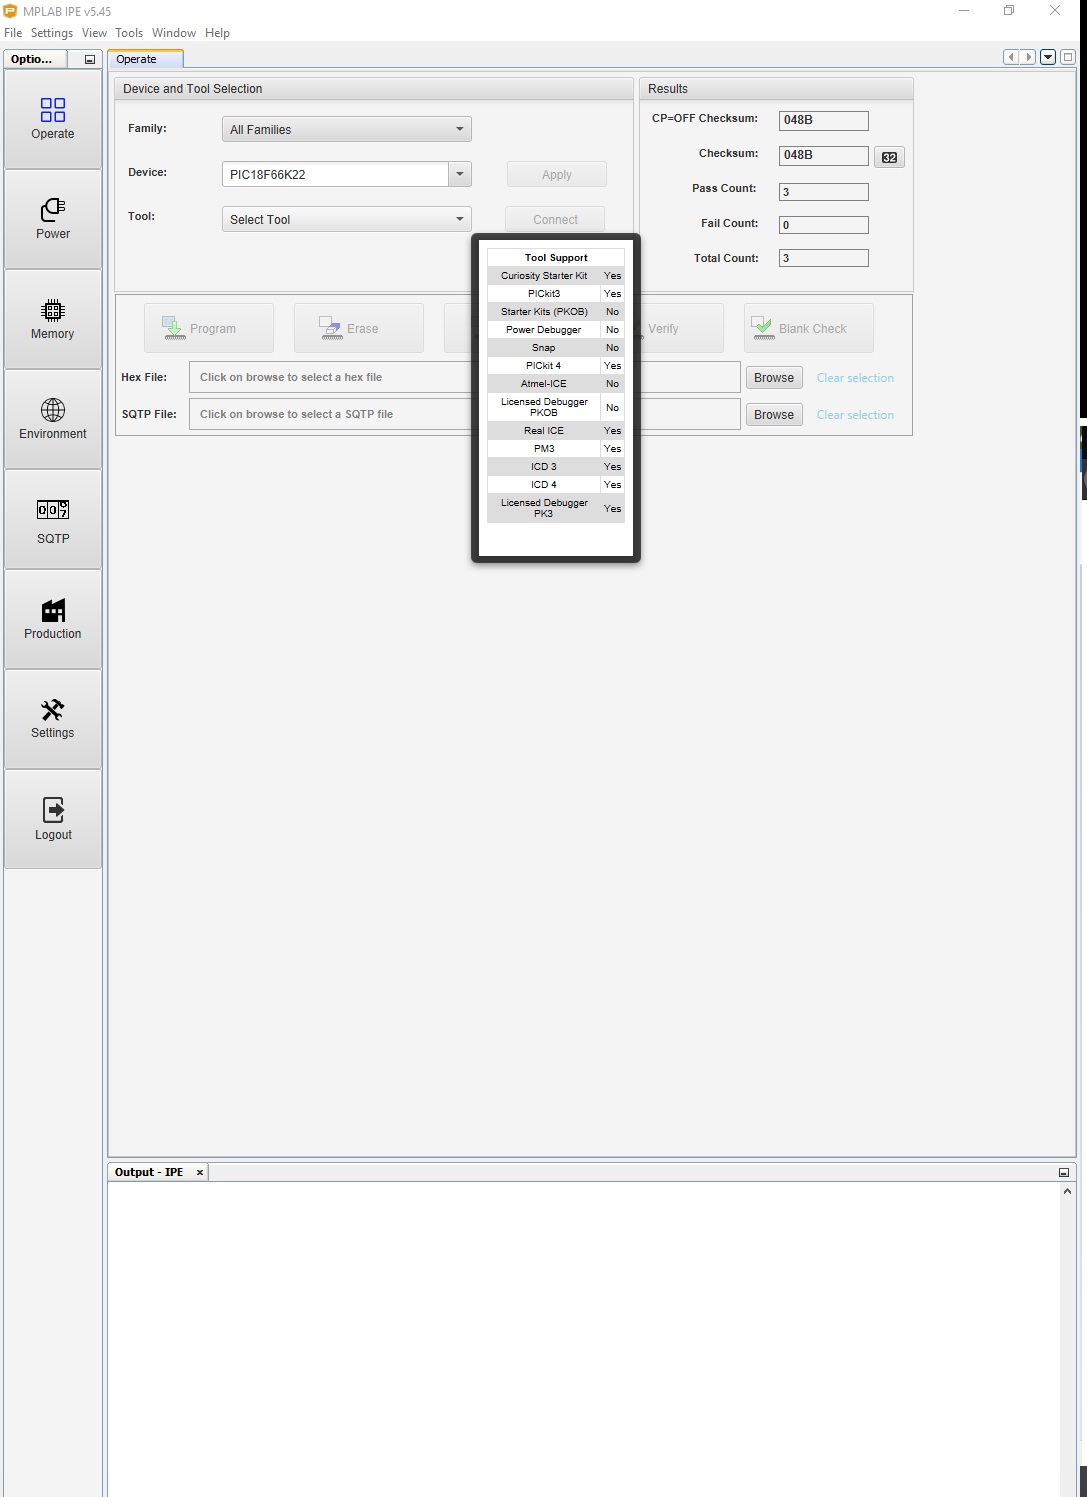 MPLAB IPE v5.45
File Settings View Tools Window Help
Optio...
Operate
Operate
Power
Memory
Environment
SQTP
Production
Settings
Logout
Device and Tool Selection
Family: All Families
Device: PIC18F66K22 Apply
Tool: Select Tool Connect
Results
CP=OFF Checksum: 048B
Checksum: 048B 32
Pass Count: 3
Fail Count: 0
Total Count: 3
Program Erase Verify Blank Check
Hex File: Click on browse to select a hex file Browse Clear selection
SQTP File: Click on browse to select a SQTP file Browse Clear selection
Tool Support
Curiosity Starter Kit Yes
PICkit3 Yes
Starter Kits (PKOB) No
Power Debugger No
Snap No
PICkit 4 Yes
Atmel-ICE No
Licensed Debugger
PKOB No
Real ICE Yes
PM3 Yes
ICD 3 Yes
ICD 4 Yes
Licensed Debugger
PK3 Yes
Output - IPE x